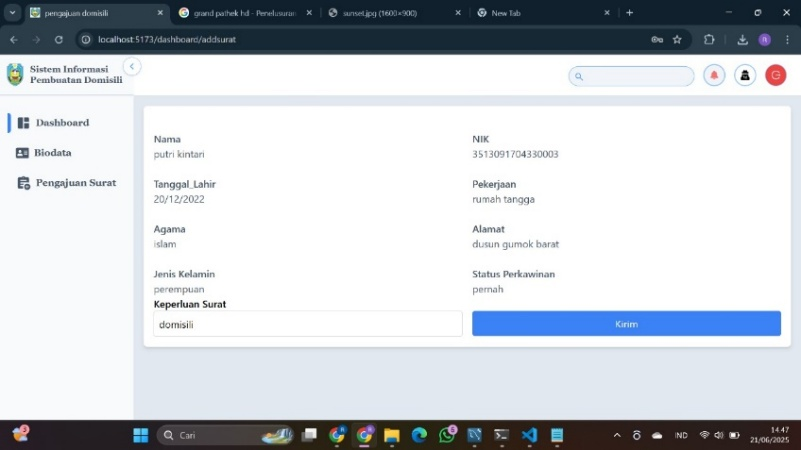 pengajuan domisili
grand pathek hd - Penelusuran
sunset.jpg (1600×900)
New Tab
localhost:5173/dashboard/addsurat
Sistem Informasi
Pembuatan Domisili
Dashboard
Biodata
Pengajuan Surat
Nama
putri kintari
NIK
3513091704330003
Tanggal_Lahir
20/12/2022
Pekerjaan
rumah tangga
Agama
islam
Alamat
dusun gumok barat
Jenis Kelamin
perempuan
Status Perkawinan
pernah
Keperluan Surat
domisili
Kirim
Cari
IND
14.47
21/06/2025